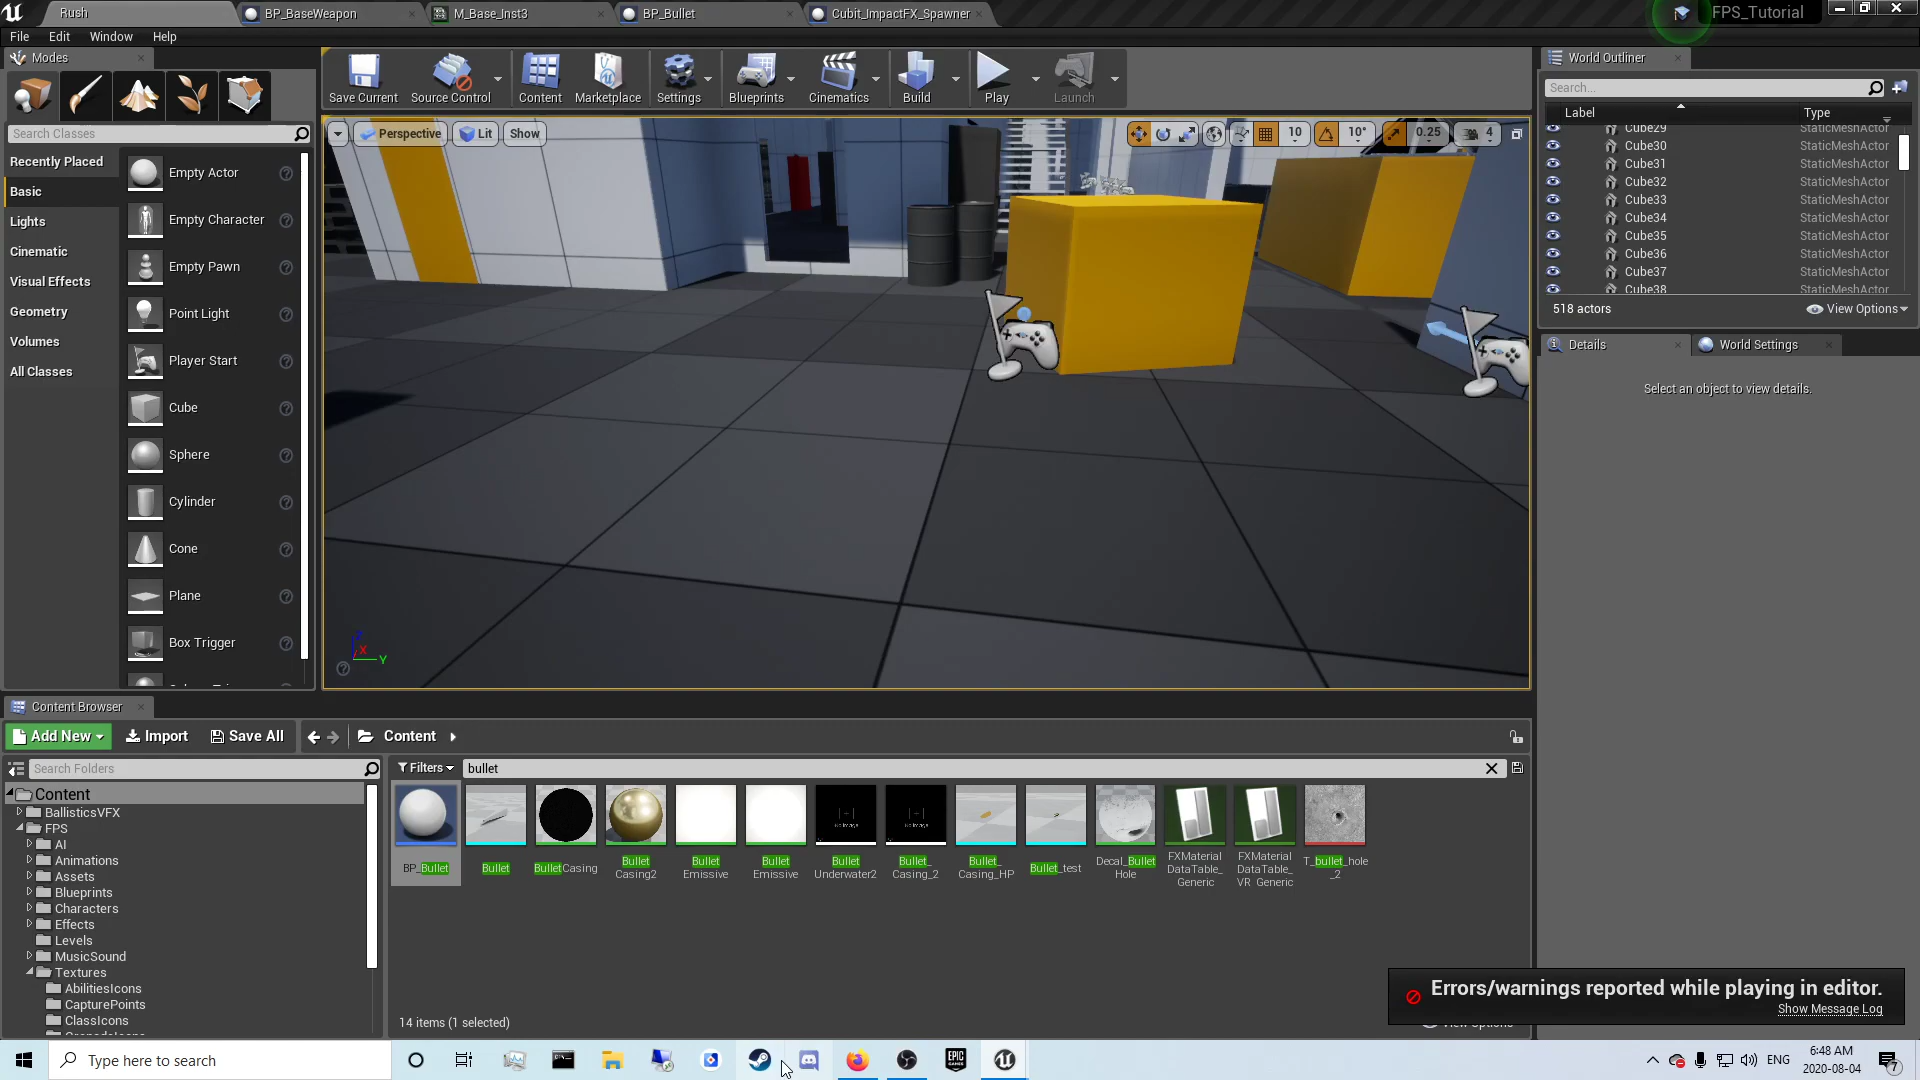 Rush
BP_BaseWeapon
M_Base_Inst3
BP_Bullet
Cubit_ImpactFX_Spawner
FPS_Tutorial
File
Edit
Window
Help
Modes
Save Current
Source Control
Content
Marketplace
Settings
Blueprints
Cinematics
Build
Play
Launch
World Outliner
Search...
Label
Type
Search Classes
Perspective
Lit
Show
10
10°
0.25
4
Cube29 StaticMeshActor
Cube30 StaticMeshActor
Cube31 StaticMeshActor
Cube32 StaticMeshActor
Cube33 StaticMeshActor
Cube34 StaticMeshActor
Cube35 StaticMeshActor
Cube36 StaticMeshActor
Cube37 StaticMeshActor
Cube38 StaticMeshActor
518 actors
View Options
Recently Placed
Basic
Lights
Cinematic
Visual Effects
Geometry
Volumes
All Classes
Empty Actor
Empty Character
Empty Pawn
Point Light
Player Start
Cube
Sphere
Cylinder
Cone
Plane
Box Trigger
Details
World Settings
Select an object to view details.
Z
X
Y
Content Browser
Add New
Import
Save All
Content
Search Folders
Filters
bullet
Content
BallisticsVFX
FPS
AI
Animations
Assets
Blueprints
Characters
Effects
Levels
MusicSound
Textures
AbilitiesIcons
CapturePoints
ClassIcons
BP_Bullet
Bullet
BulletCasing
Bullet
Casing2
Bullet
Emissive
Bullet
Emissive
Bullet
Underwater2
Bullet_
Casing_2
Bullet_
Casing_HP
Bullet_test
Decal_Bullet
Hole
FXMaterial
DataTable_
Generic
FXMaterial
DataTable_
VR_Generic
T_bullet_hole
_2
14 items (1 selected)
View Options
Errors/warnings reported while playing in editor.
Show Message Log
Type here to search
EPIC
GAMES
ENG
6:48 AM
2020-08-04
7